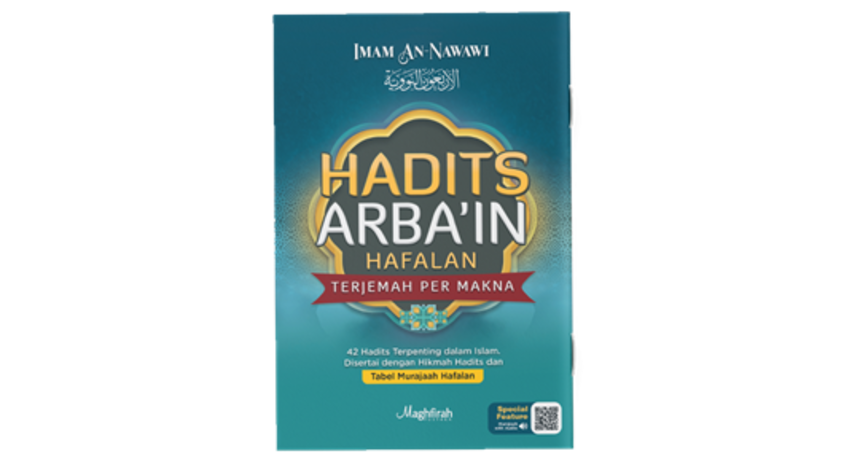 IMAM AN-NAWAWI
الأربعون النووية
HADITS
ARBA'IN
HAFALAN
TERJEMAH PER MAKNA
42 Hadits Terpenting dalam Islam.
Disertai dengan Hikmah Hadits dan
Tabel Murajaah Hafalan
Maghfirah
PUSTAKA
Special
Feature